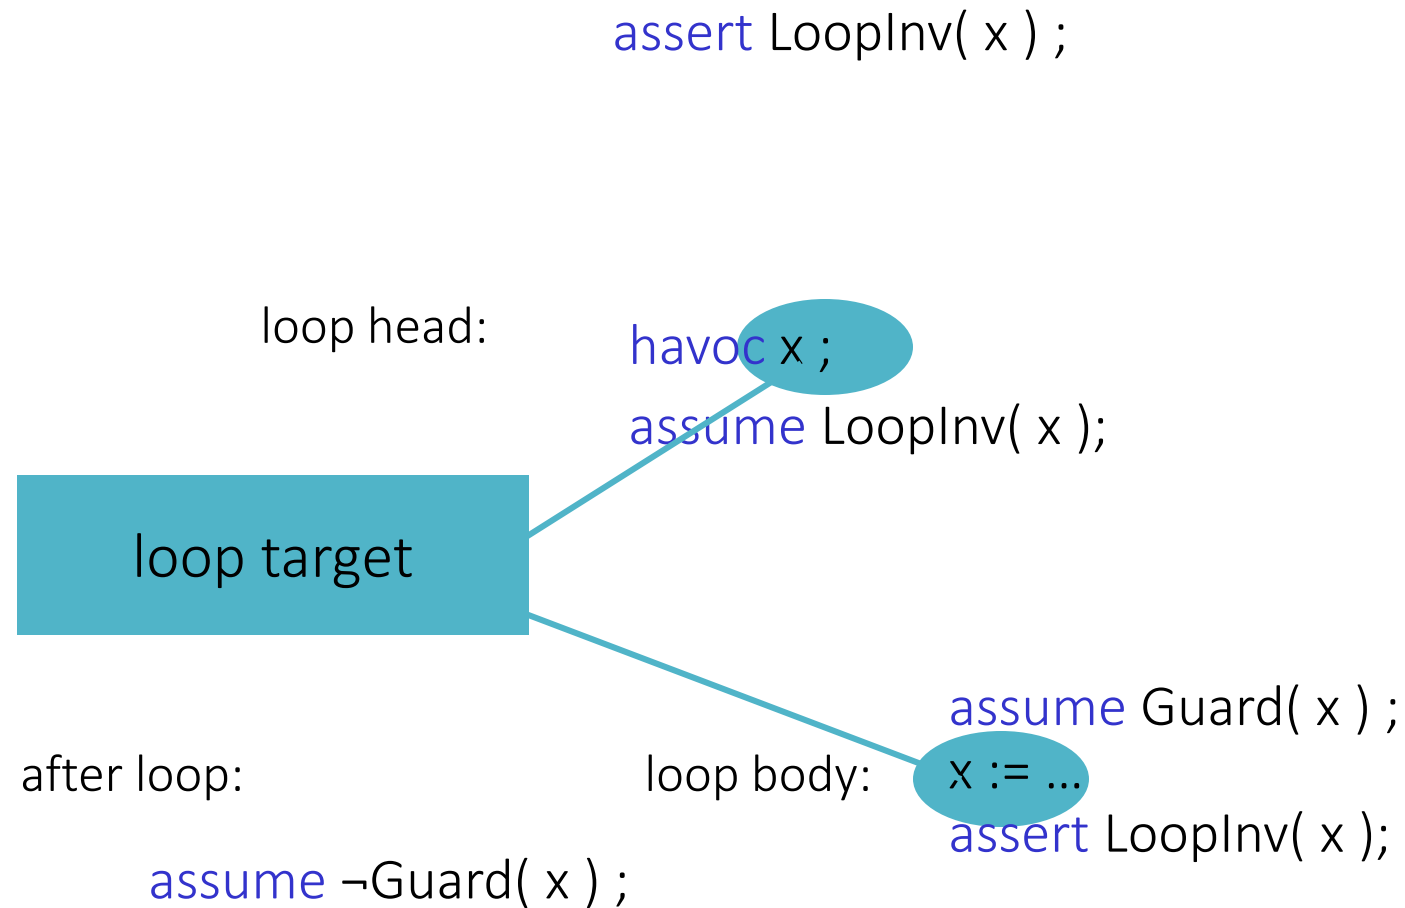 assert LoopInv( x ) ;
loop head:
havoc x ;
assume LoopInv( x );
loop target
assume Guard( x ) ;
after loop:
loop body:
x := ...
assert LoopInv( x );
assume ¬Guard( x ) ;